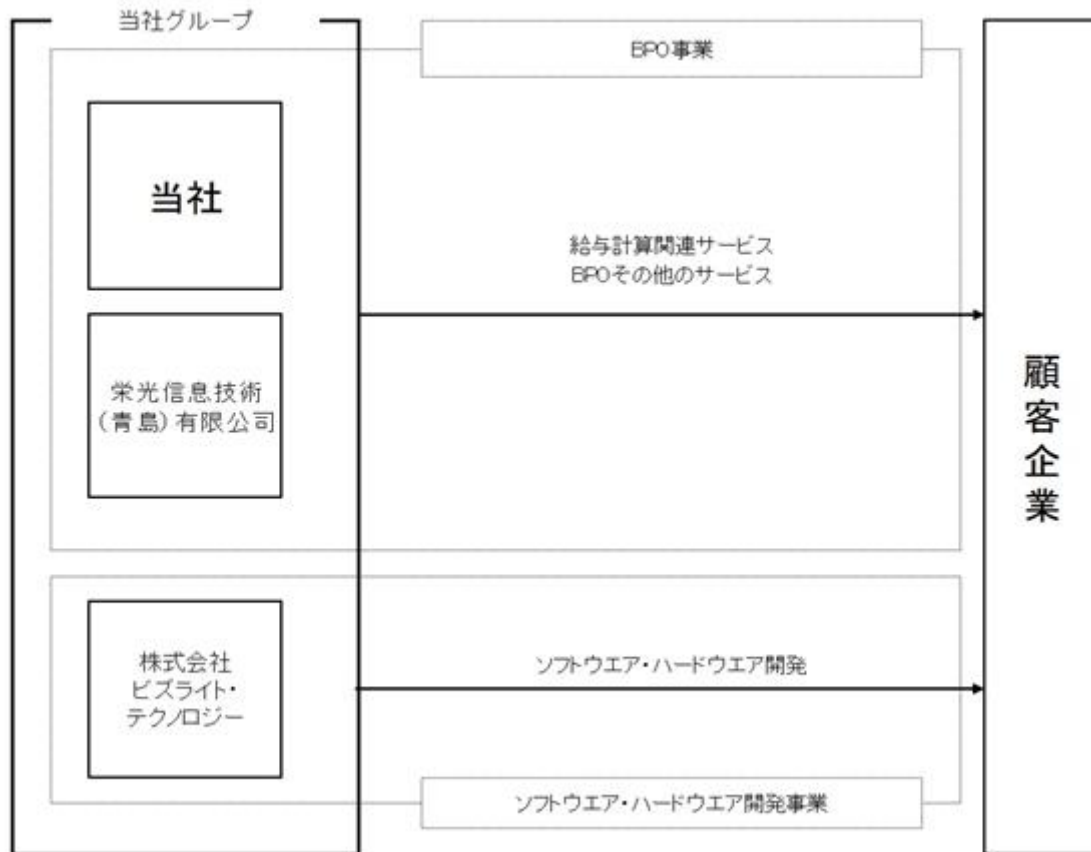 当社グループ
BPO事業
当社
給与計算関連サービス
BPOその他のサービス
栄光信息技術
（青島）有限公司
顧客企業
株式会社
ビズライト・
テクノロジー
ソフトウエア・ハードウエア開発
ソフトウエア・ハードウエア開発事業